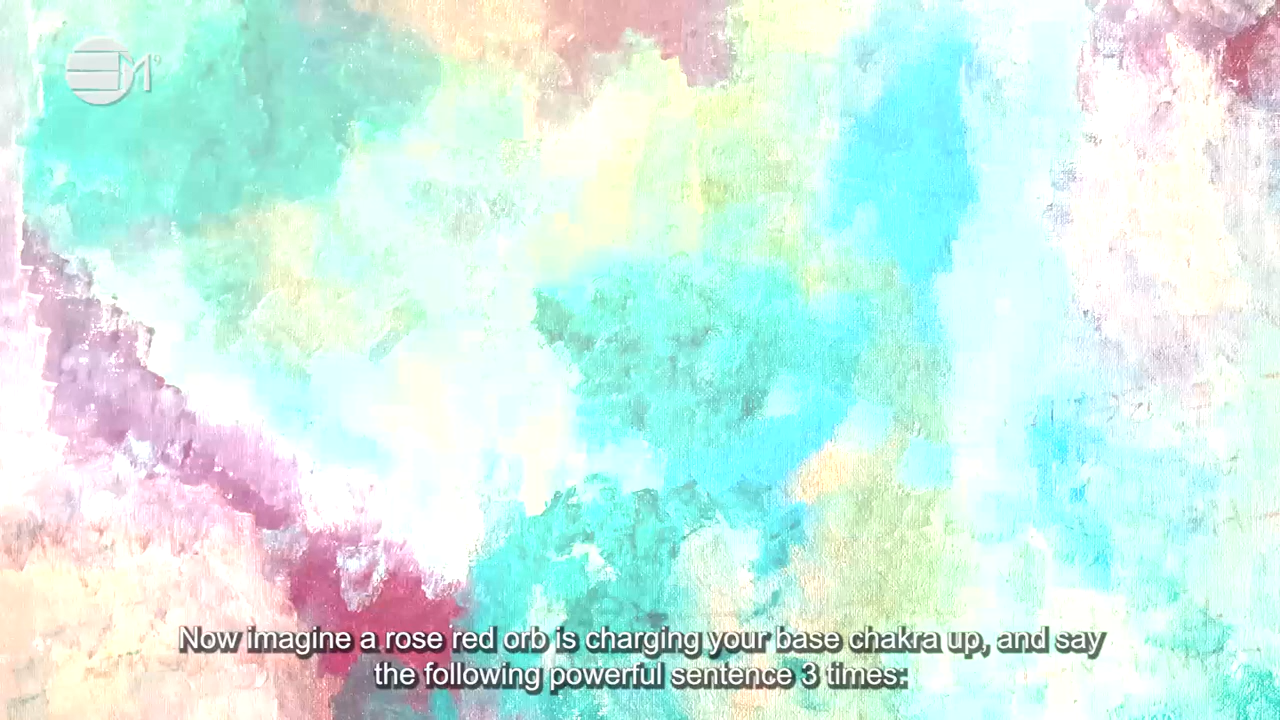 EM9
Now imagine a rose red orb is charging your base chakra up, and say
the following powerful sentence 3 times: